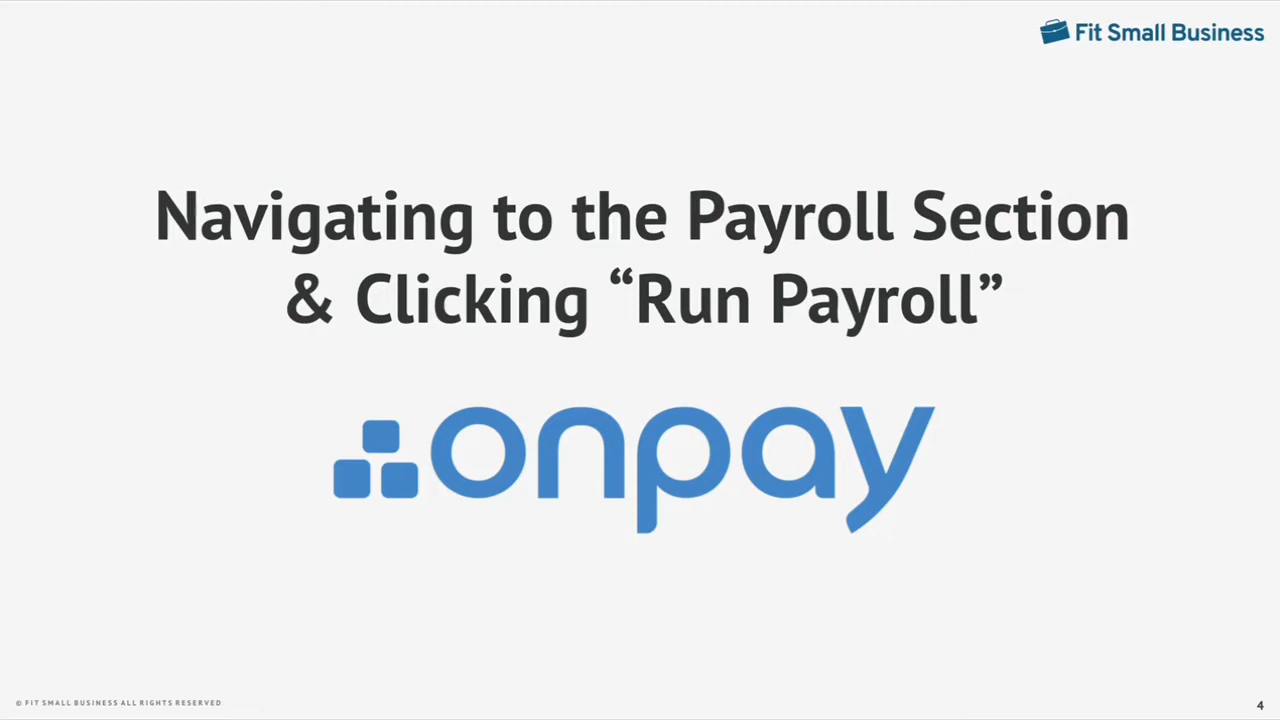 Fit Small Business
Navigating to the Payroll Section
& Clicking “Run Payroll”
onpay
© FIT SMALL BUSINESS ALL RIGHTS RESERVED
4